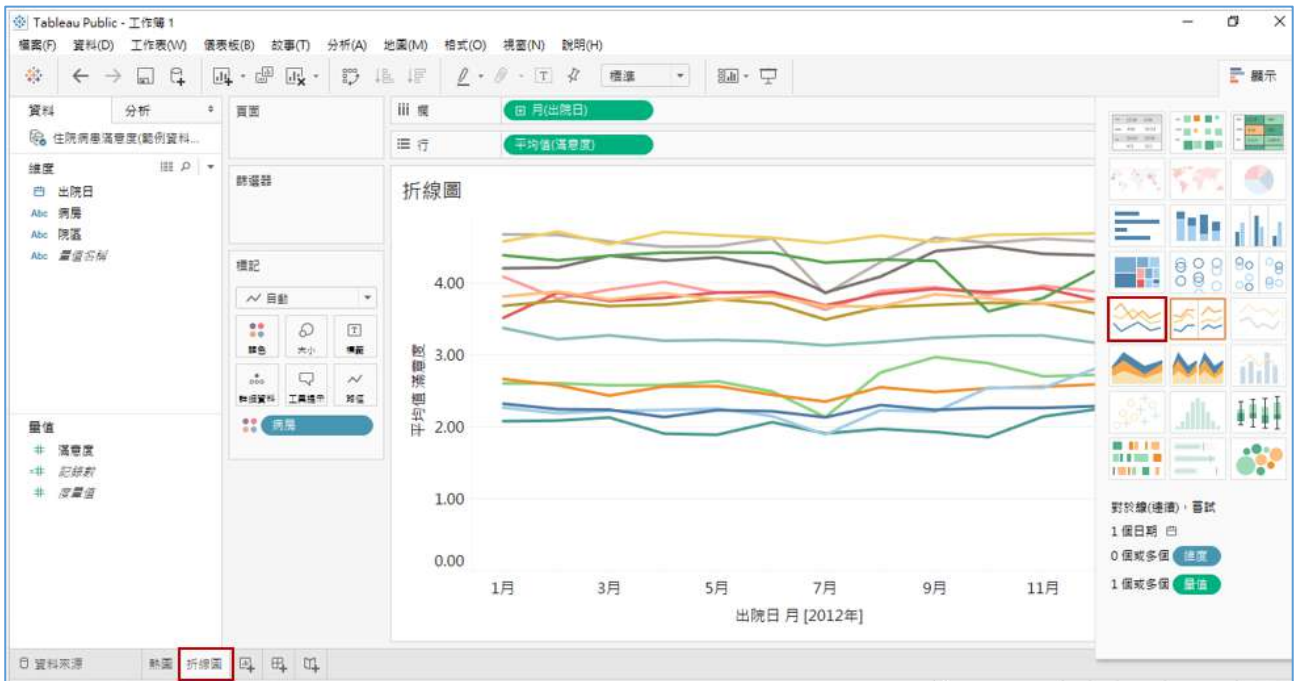 Tableau Public - 工作簿 1
檔案(F) 資料(D) 工作表(W) 儀表板(B) 故事(T) 分析(A) 地圖(M) 格式(O) 視窗(N) 說明(H)
標準
顯示
資料 分析
住院病患滿意度(範例資料...
維度
出院日
Abc 病房
Abc 院區
Abc 量值名稱
量值
滿意度
記錄數
度量值
頁面
篩選器
標記
自動
顏色 大小 標籤
詳細資料 工具提示 路徑
病房
欄 月(出院日)
行 平均值(滿意度)
折線圖
平均值 滿意度
4.00
3.00
2.00
1.00
0.00
1月 3月 5月 7月 9月 11月
出院日 月 [2012年]
對於線(連續)，嘗試
1 個日期
0 個或多個 維度
1 個或多個 量值
資料來源 熱圖 折線圖